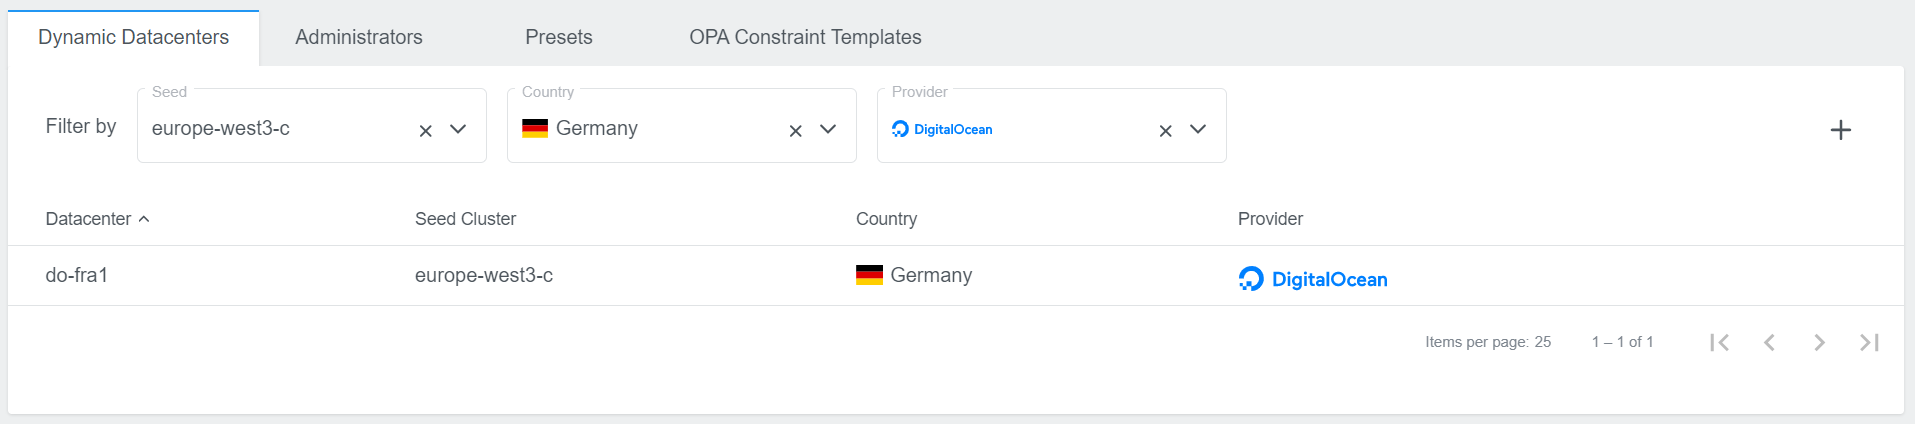 Dynamic Datacenters Administrators Presets OPA Constraint Templates
Seed Country Provider
Filter by europe-west3-c Germany DigitalOcean
Datacenter Seed Cluster Country Provider
do-fra1 europe-west3-c Germany DigitalOcean
Items per page: 25 1 – 1 of 1